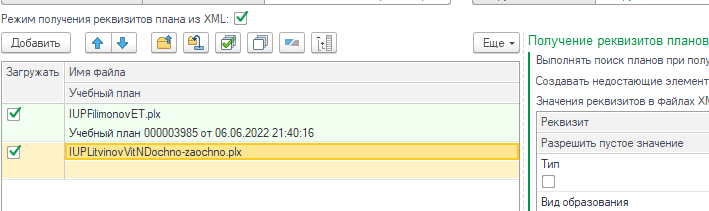 Режим получения реквизитов плана из XML:
Добавить
Еще
Загружать
Имя файла
Учебный план
IUPFilimonovET.plx
Учебный план 000003985 от 06.06.2022 21:40:16
IUPLitvinovVitNDochno-zaochno.plx
Получение реквизитов планов
Выполнять поиск планов при полу
Создавать недостающие элемент
Значения реквизитов в файлах XM
Реквизит
Разрешить пустое значение
Тип
Вид образования